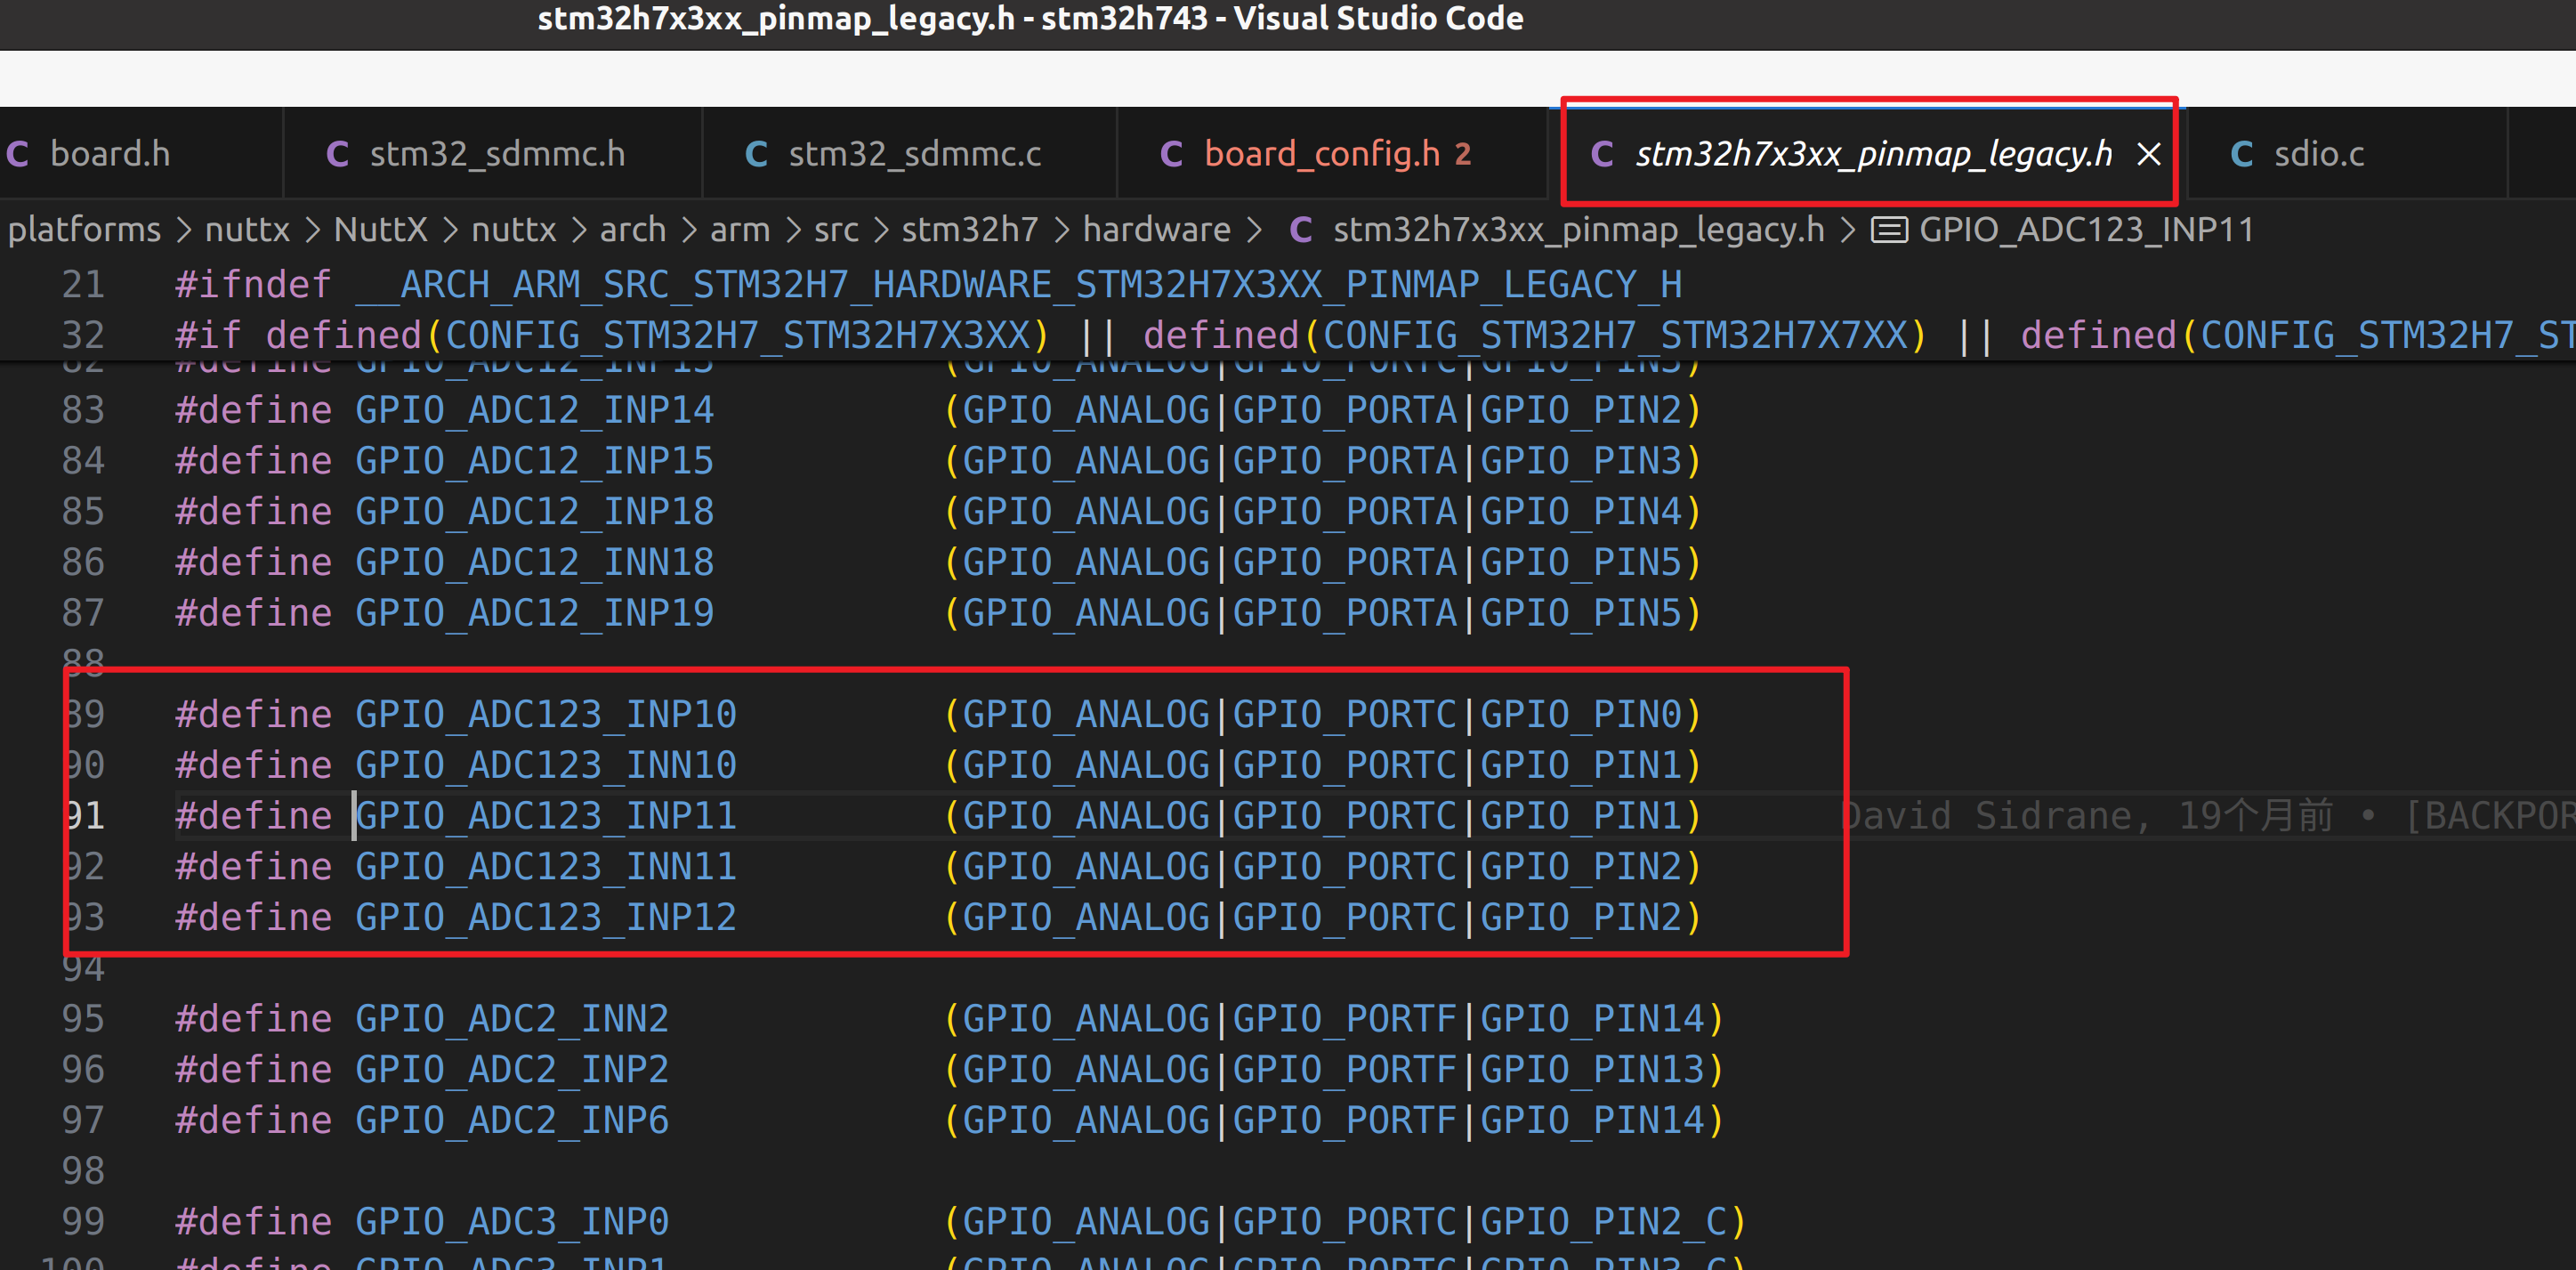 stm32h7x3xx_pinmap_legacy.h - stm32h743 - Visual Studio Code
C board.h C stm32_sdmmc.h C stm32_sdmmc.c C board_config.h 2 C stm32h7x3xx_pinmap_legacy.h × C sdio.c
platforms > nuttx > NuttX > nuttx > arch > arm > src > stm32h7 > hardware > C stm32h7x3xx_pinmap_legacy.h > GPIO_ADC123_INP11
21 #ifndef __ARCH_ARM_SRC_STM32H7_HARDWARE_STM32H7X3XX_PINMAP_LEGACY_H
32 #if defined(CONFIG_STM32H7_STM32H7X3XX) || defined(CONFIG_STM32H7_STM32H7X7XX) || defined(CONFIG_STM32H7_ST
82 #define GPIO_ADC12_INP13 (GPIO_ANALOG|GPIO_PORTC|GPIO_PIN3)
83 #define GPIO_ADC12_INP14 (GPIO_ANALOG|GPIO_PORTA|GPIO_PIN2)
84 #define GPIO_ADC12_INP15 (GPIO_ANALOG|GPIO_PORTA|GPIO_PIN3)
85 #define GPIO_ADC12_INP18 (GPIO_ANALOG|GPIO_PORTA|GPIO_PIN4)
86 #define GPIO_ADC12_INN18 (GPIO_ANALOG|GPIO_PORTA|GPIO_PIN5)
87 #define GPIO_ADC12_INP19 (GPIO_ANALOG|GPIO_PORTA|GPIO_PIN5)
88
89 #define GPIO_ADC123_INP10 (GPIO_ANALOG|GPIO_PORTC|GPIO_PIN0)
90 #define GPIO_ADC123_INN10 (GPIO_ANALOG|GPIO_PORTC|GPIO_PIN1)
91 #define GPIO_ADC123_INP11 (GPIO_ANALOG|GPIO_PORTC|GPIO_PIN1) David Sidrane, 19个月前 • [BACKPOR
92 #define GPIO_ADC123_INN11 (GPIO_ANALOG|GPIO_PORTC|GPIO_PIN2)
93 #define GPIO_ADC123_INP12 (GPIO_ANALOG|GPIO_PORTC|GPIO_PIN2)
94
95 #define GPIO_ADC2_INN2 (GPIO_ANALOG|GPIO_PORTF|GPIO_PIN14)
96 #define GPIO_ADC2_INP2 (GPIO_ANALOG|GPIO_PORTF|GPIO_PIN13)
97 #define GPIO_ADC2_INP6 (GPIO_ANALOG|GPIO_PORTF|GPIO_PIN14)
98
99 #define GPIO_ADC3_INP0 (GPIO_ANALOG|GPIO_PORTC|GPIO_PIN2_C)
100 #define GPIO_ADC3_INP1 (GPIO_ANALOG|GPIO_PORTC|GPIO_PIN3_C)